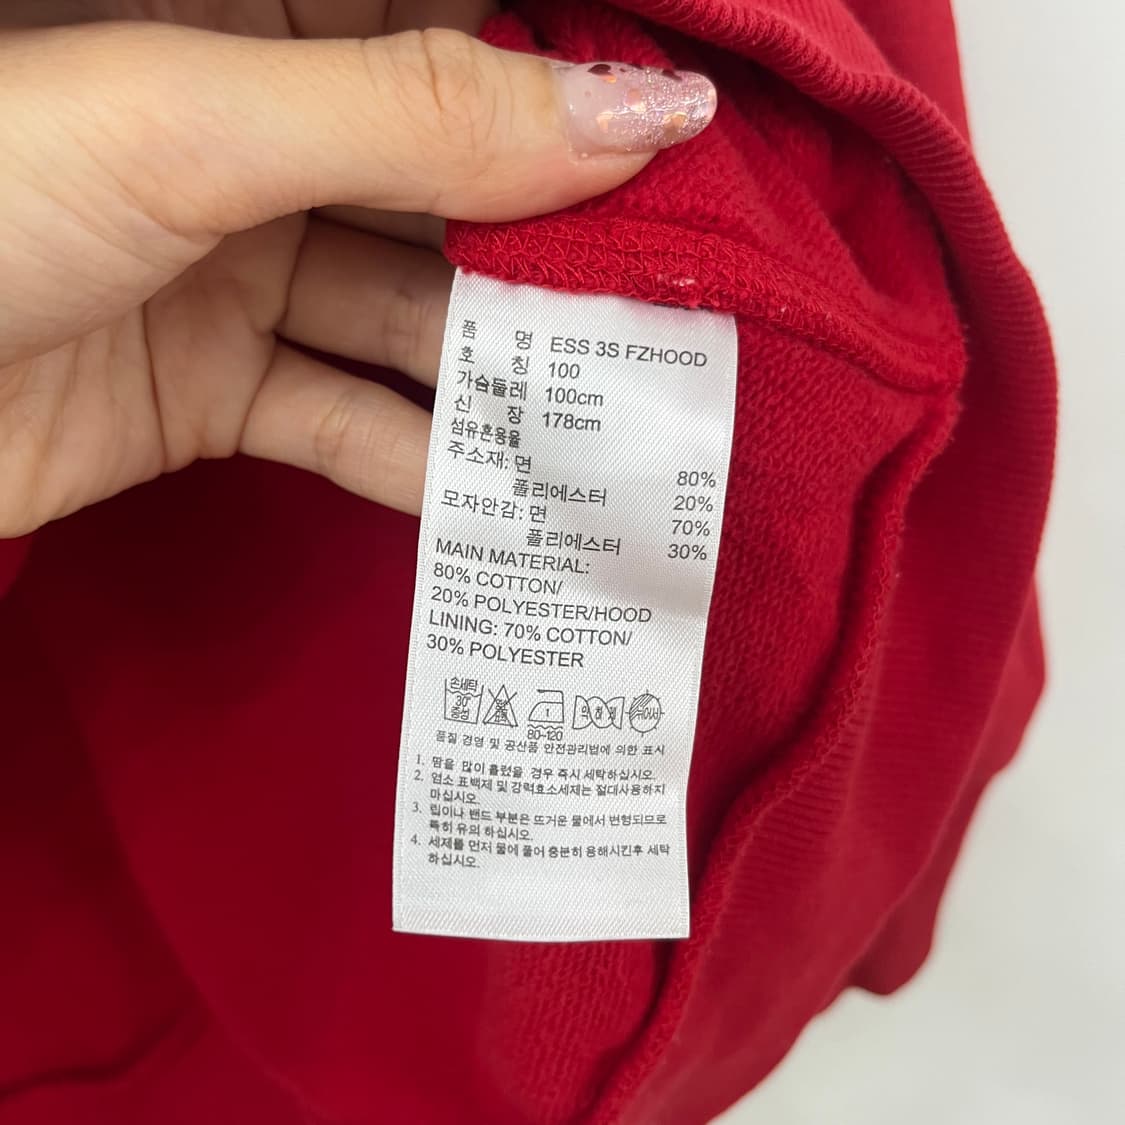 품 명 ESS 3S FZHOOD
호 칭 100
가슴둘레 100cm
신 장 178cm
섬유혼용율
주소재: 면 80%
폴리에스터 20%
모자안감: 면 70%
폴리에스터 30%
MAIN MATERIAL:
80% COTTON/
20% POLYESTER/HOOD
LINING: 70% COTTON/
30% POLYESTER
손세탁
30°
중성
1
80~120
품질 경영 및 공산품 안전관리법에 의한 표시
1. 땀을 많이 흘렸을 경우 즉시 세탁하십시오.
2. 염소 표백제 및 강력효소세제는 절대사용하지
마십시오.
3. 립이나 밴드 부분은 뜨거운 물에서 변형되므로
특히 유의 하십시오.
4. 세제를 먼저 물에 풀어 충분히 용해시킨후 세탁
하십시오.